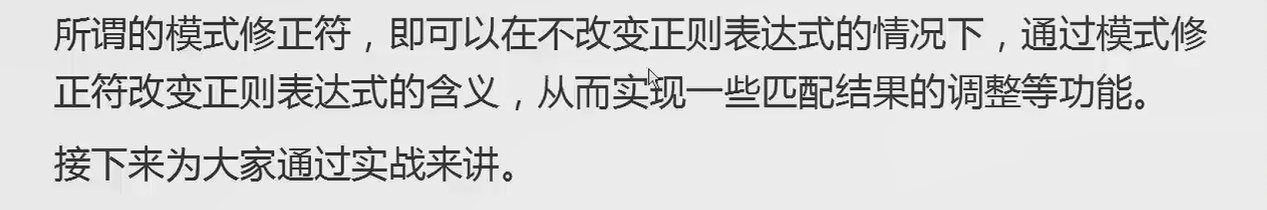 所谓的模式修正符，即可以在不改变正则表达式的情况下，通过模式修
正符改变正则表达式的含义，从而实现一些匹配结果的调整等功能。
接下来为大家通过实战来讲。